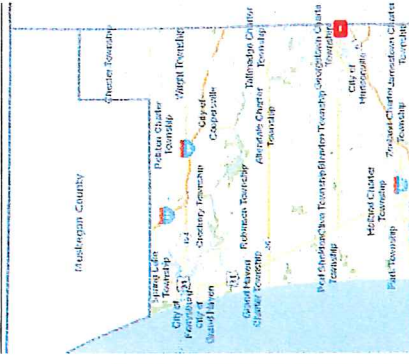 Muskegon County
Chester Township
Spring Lake
Township
Polkton Charter
Township
Wright Township
City of
Ferrysburg
City of
Grand Haven
Crockery Township
City of
Coopersville
Grand Haven
Charter Township
Robinson Township
Allendale Charter
Township
Tallmadge Charter
Township
31
Port Sheldon
Township
Olive Township
Blendon Township
Georgetown Charter
Township
City of
Hudsonville
Park Township
Holland Charter
Township
Zeeland Charter
Township
Jamestown Charter
Township